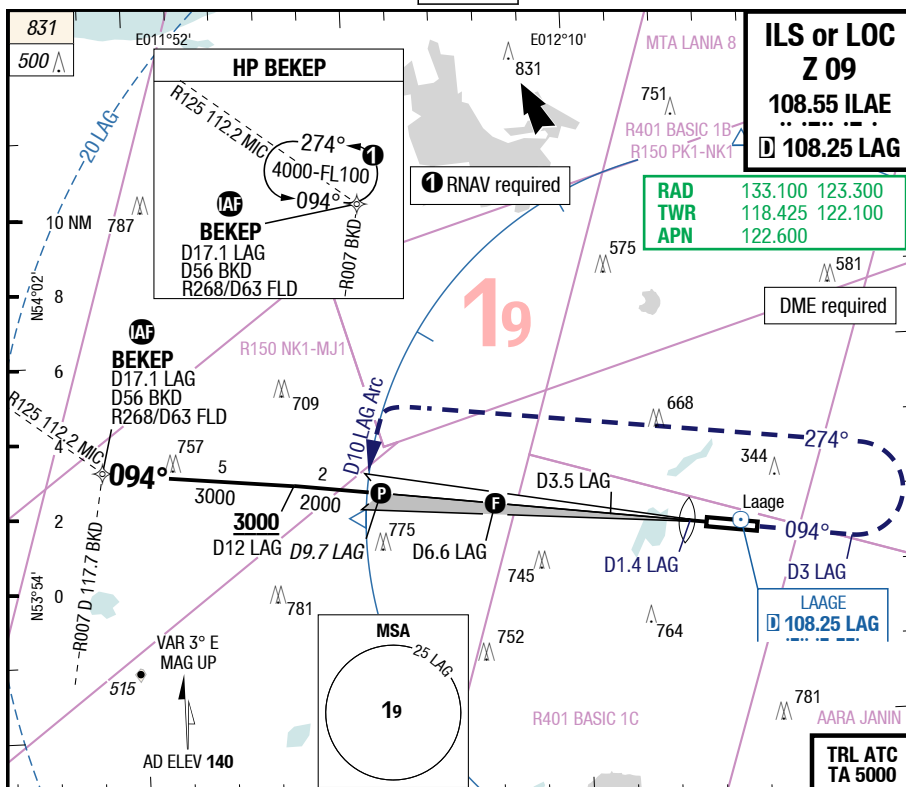 831
500
E011°52'
E012°10'
MTA LANIA 8
ILS or LOC
Z 09
108.55 ILAE
D 108.25 LAG
20 LAG
HP BEKEP
R125 112.2 MIC
274°
1
4000-FL100
094°
IAF
BEKEP
D17.1 LAG
D56 BKD
R268/D63 FLD
R007 BKD
831
751
R401 BASIC 1B
R150 PK1-NK1
1 RNAV required
RAD 133.100 123.300
TWR 118.425 122.100
APN 122.600
10 NM
787
575
581
N54°02'
8
19
DME required
IAF
BEKEP
D17.1 LAG
D56 BKD
R268/D63 FLD
R150 NK1-MJ1
6
709
D10 LAG Arc
668
R125 112.2 MIC
4
757
274°
344
094°
5
2
D3.5 LAG
Laage
3000
2000
P
F
3000
D12 LAG
2
D9.7 LAG
775
D6.6 LAG
094°
745
D1.4 LAG
D3 LAG
N53°54'
0
R007 D 117.7 BKD
781
LAAGE
D 108.25 LAG
764
VAR 3° E
MAG UP
MSA
25 LAG
19
752
515
781
R401 BASIC 1C
AARA JANIN
AD ELEV 140
TRL ATC
TA 5000